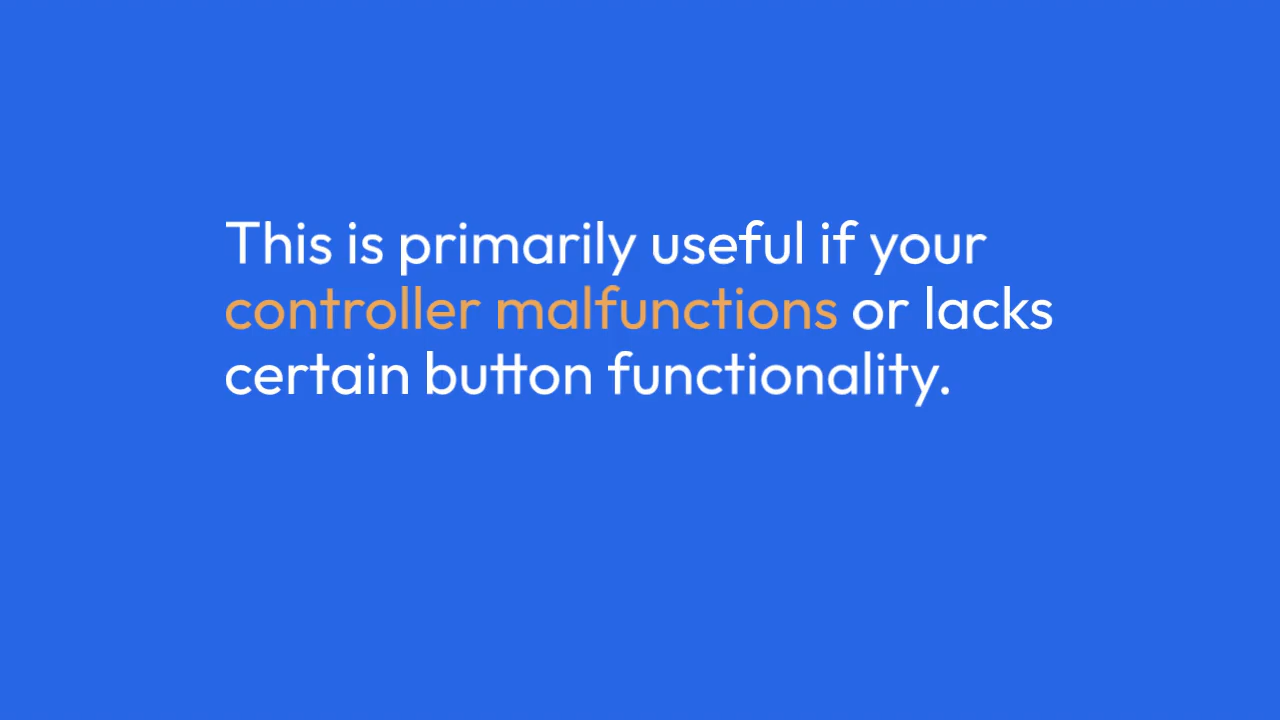 This is primarily useful if your
controller malfunctions or lacks
certain button functionality.